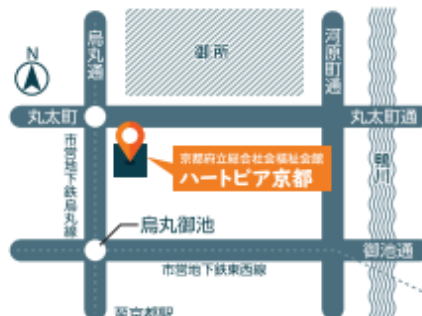 N
烏丸通
御所
河原町通
丸太町
丸太町通
市営地下鉄烏丸線
京都府立総合社会福祉会館
ハートピア京都
鴨川
烏丸御池
御池通
市営地下鉄東西線
至京都駅